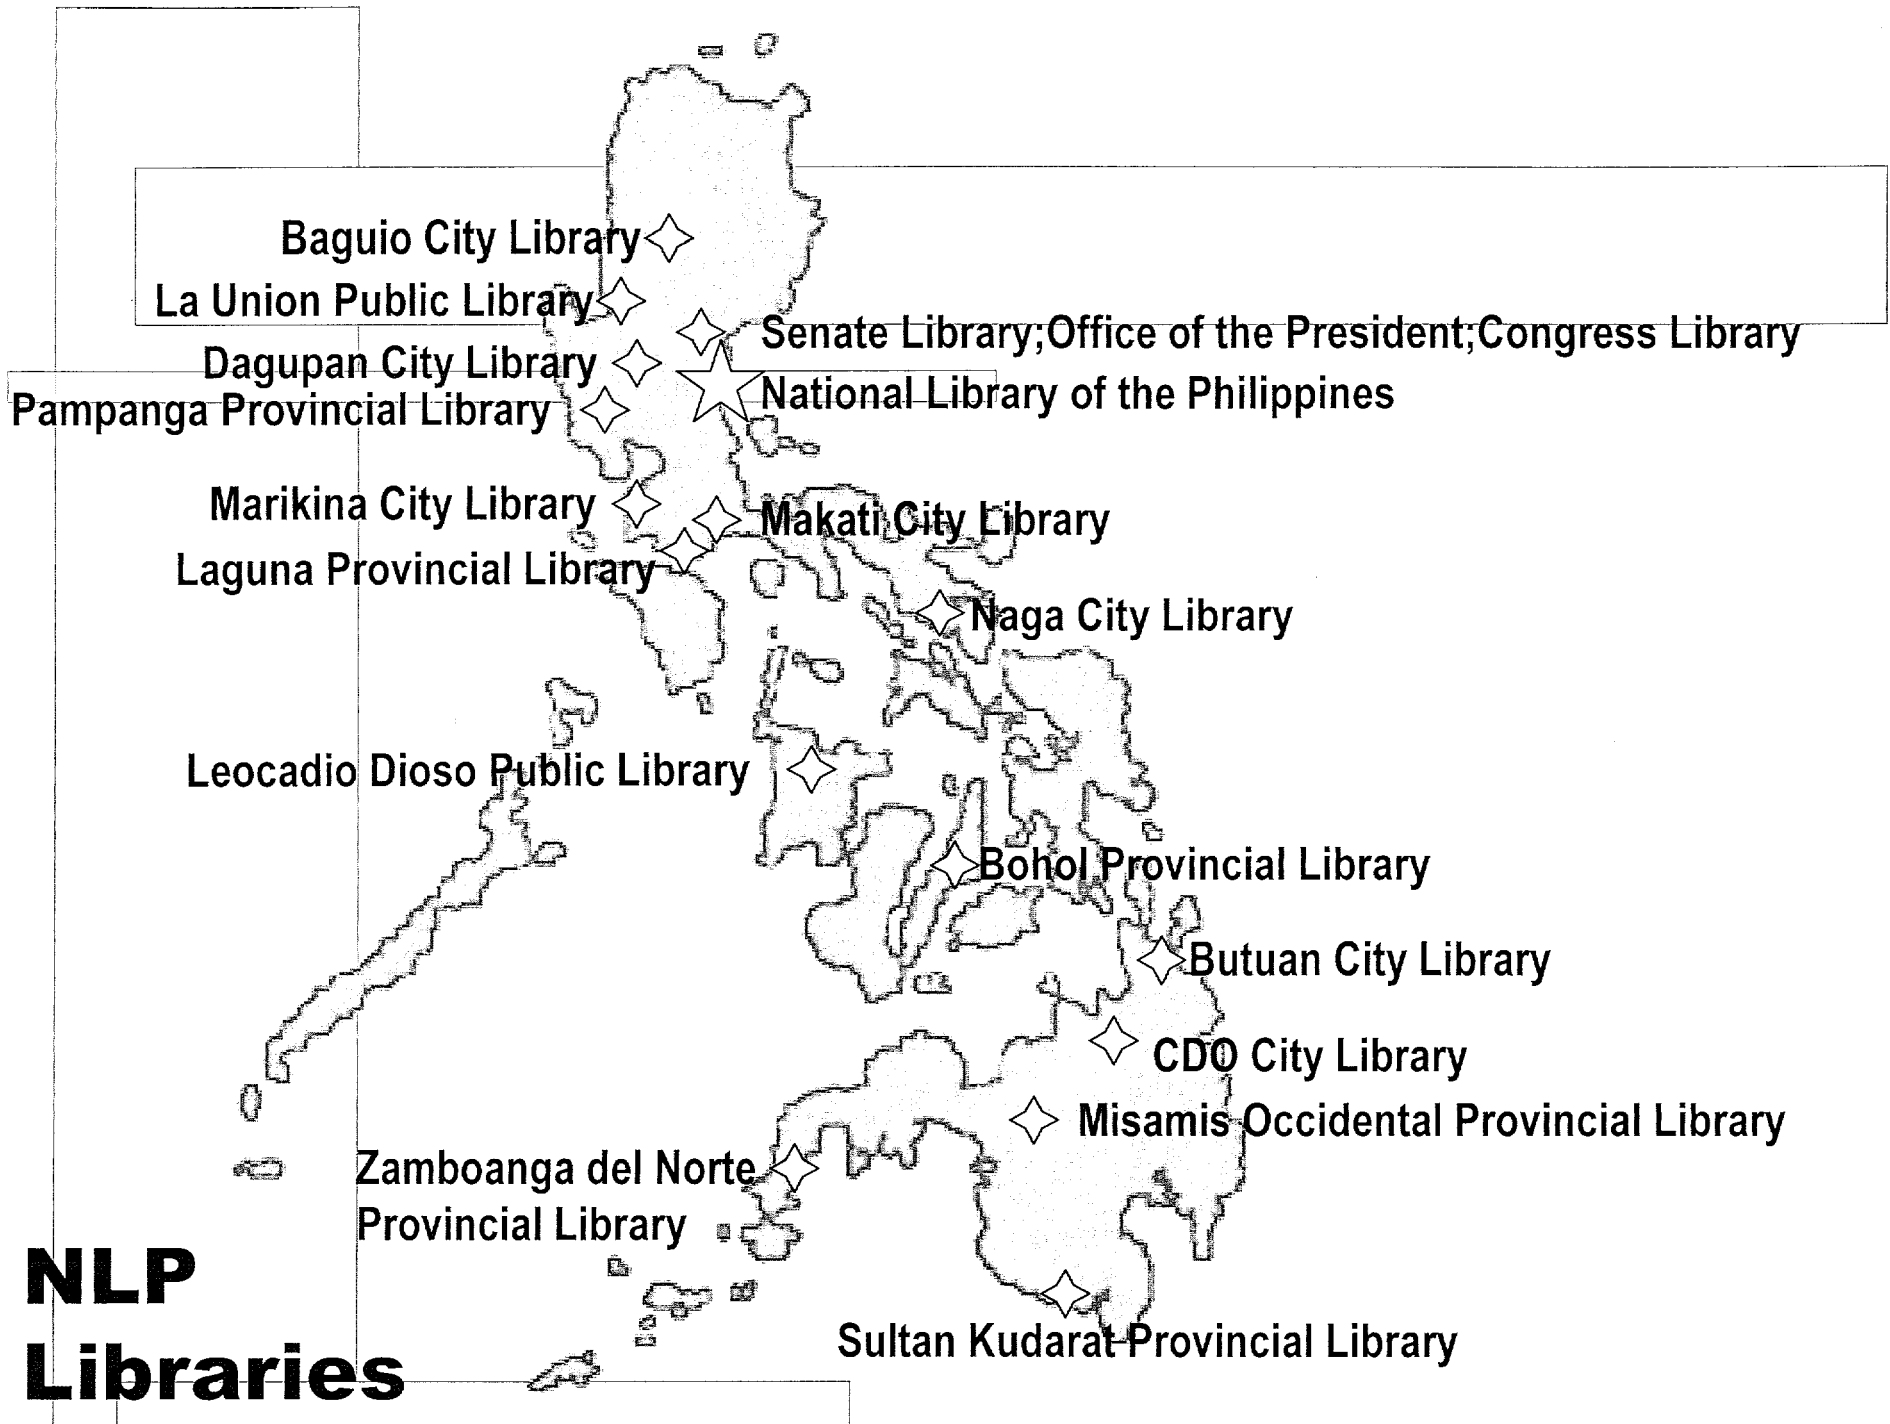 Baguio City Library
La Union Public Library
Senate Library;Office of the President;Congress Library
Dagupan City Library
National Library of the Philippines
Pampanga Provincial Library
Marikina City Library
Makati City Library
Laguna Provincial Library
Naga City Library
Leocadio Dioso Public Library
Bohol Provincial Library
Butuan City Library
CDO City Library
Misamis Occidental Provincial Library
Zamboanga del Norte
Provincial Library
NLP
Libraries
Sultan Kudarat Provincial Library